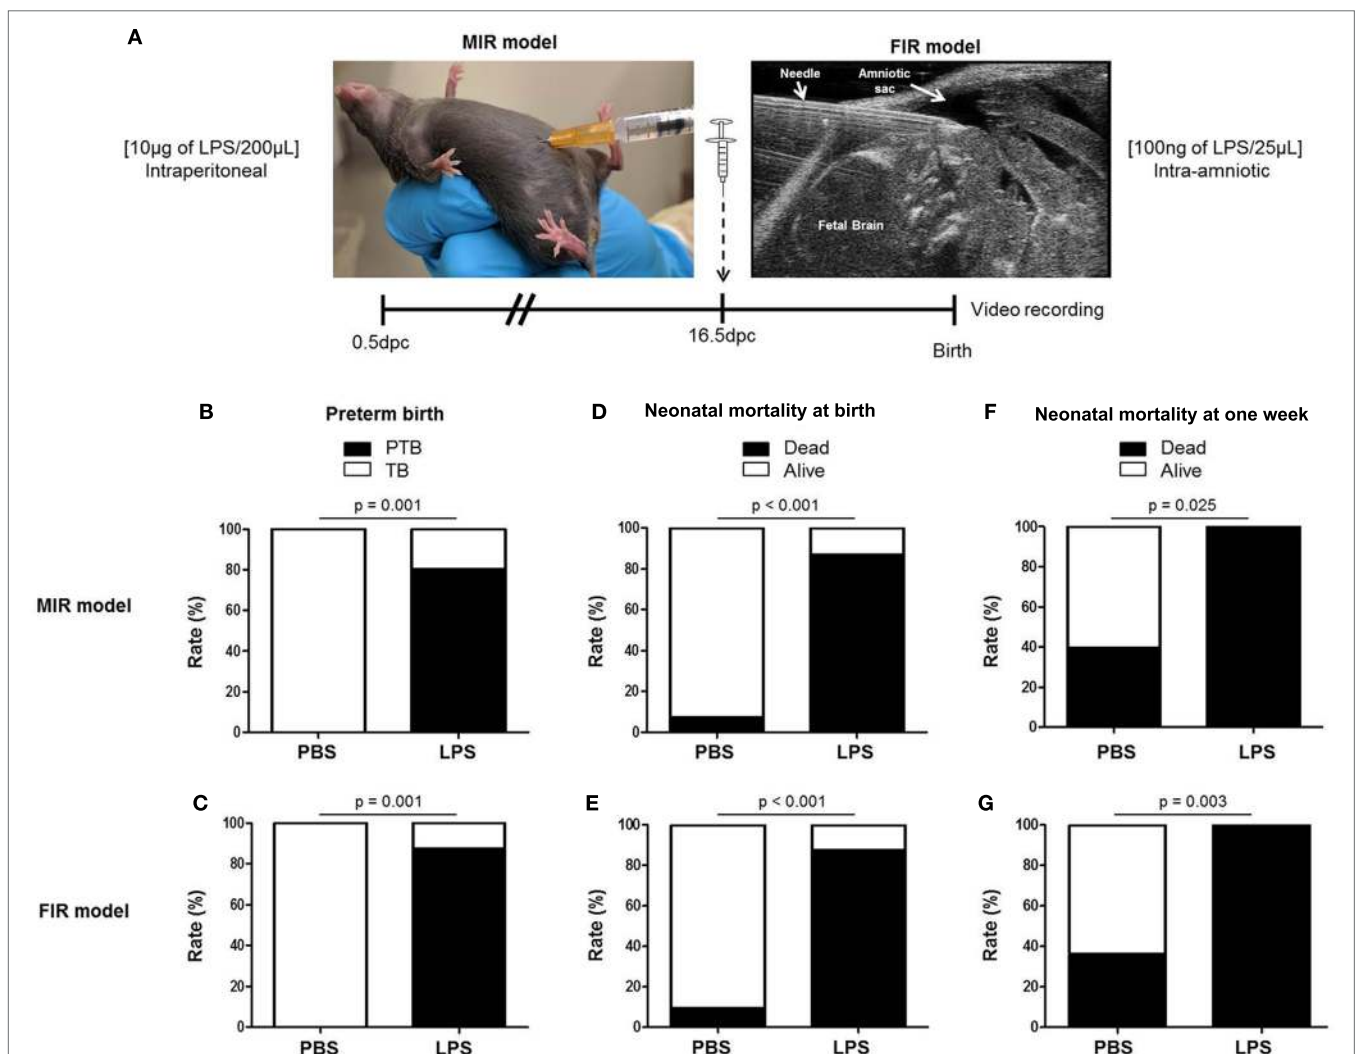 A
MIR model
FIR model
Needle
Amniotic
sac
Fetal Brain
[10µg of LPS/200µL]
Intraperitoneal
[100ng of LPS/25µL]
Intra-amniotic
0.5dpc
16.5dpc
Birth
Video recording
B
Preterm birth
PTB
TB
D
Neonatal mortality at birth
Dead
Alive
F
Neonatal mortality at one week
Dead
Alive
MIR model
p = 0.001
Rate (%)
100
80
60
40
20
0
PBS
LPS
p < 0.001
Rate (%)
100
80
60
40
20
0
PBS
LPS
p = 0.025
Rate (%)
100
80
60
40
20
0
PBS
LPS
FIR model
C
p = 0.001
Rate (%)
100
80
60
40
20
0
PBS
LPS
E
p < 0.001
Rate (%)
100
80
60
40
20
0
PBS
LPS
G
p = 0.003
Rate (%)
100
80
60
40
20
0
PBS
LPS